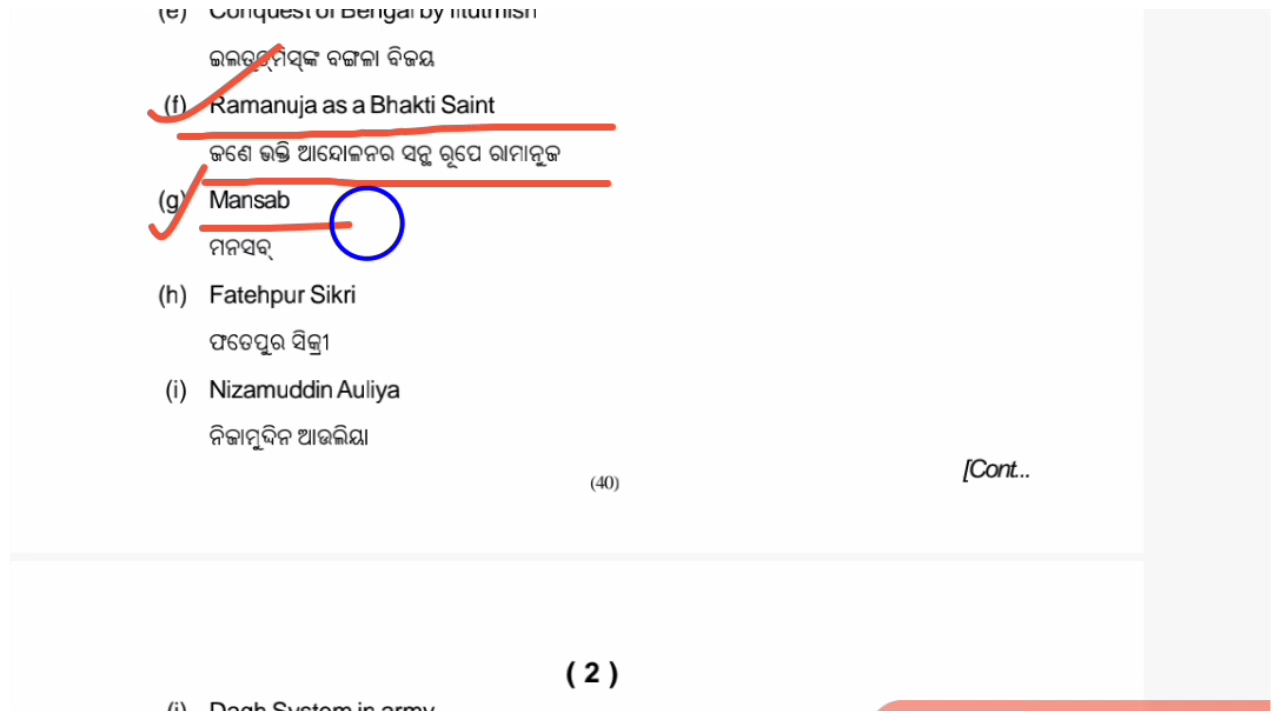 (e) Conquest of Bengal by Iltutmish
ଇଲତୁତ୍‌ମିସ୍‌ଙ୍କ ବଙ୍ଗଳା ବିଜୟ
(f) Ramanuja as a Bhakti Saint
ଜଣେ ଭକ୍ତି ଆନ୍ଦୋଳନର ସନ୍ଥ ରୂପେ ରାମାନୁଜ
(g) Mansab
ମନସବ୍
(h) Fatehpur Sikri
ଫତେପୁର ସିକ୍ରୀ
(i) Nizamuddin Auliya
ନିଜାମୁଦ୍ଦିନ ଆଉଲିୟା
(40)
[Cont...
( 2 )
(j) Dagh System in army